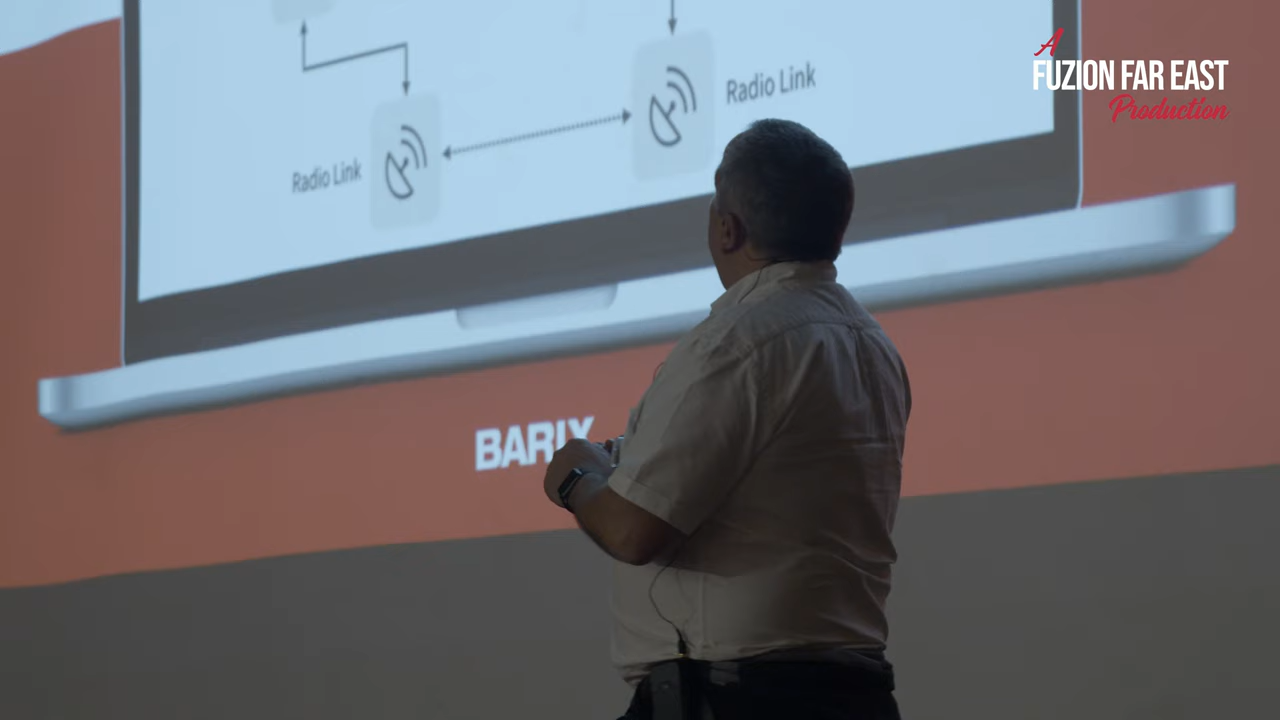 A
FUZION FAR EAST
Production
Radio Link
Radio Link
BARIX